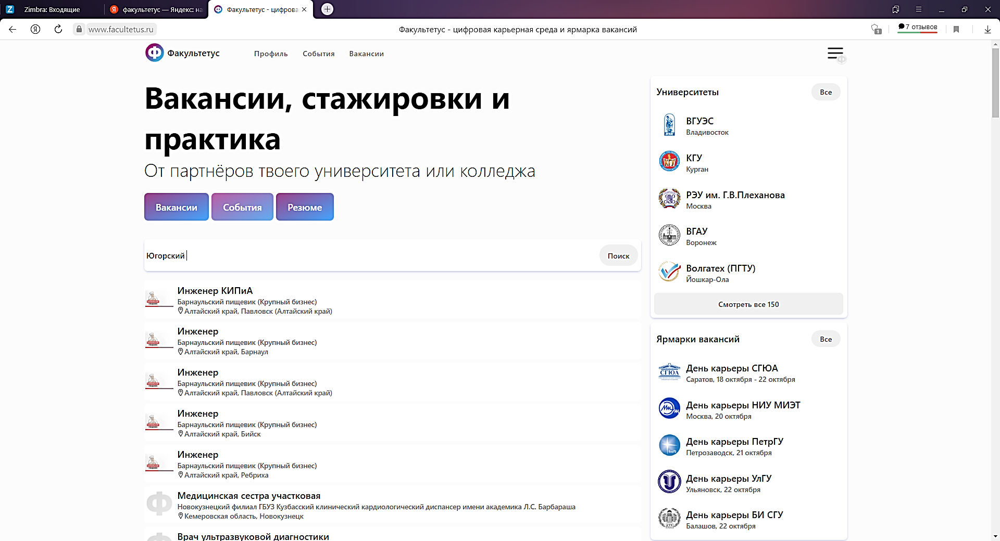 Zimbra: Входящие
факультетус — Яндекс: на
Факультетус - цифрова
www.facultetus.ru
Факультетус - цифровая карьерная среда и ярмарка вакансий
1
7 отзывов
Факультетус
Профиль
События
Вакансии
Вакансии, стажировки и
практика
От партнёров твоего университета или колледжа
Вакансии
События
Резюме
Югорский
Поиск
Инженер КИПиА
Барнаульский пищевик (Крупный бизнес)
Алтайский край, Павловск (Алтайский край)
Инженер
Барнаульский пищевик (Крупный бизнес)
Алтайский край, Барнаул
Инженер
Барнаульский пищевик (Крупный бизнес)
Алтайский край, Павловск (Алтайский край)
Инженер
Барнаульский пищевик (Крупный бизнес)
Алтайский край, Бийск
Инженер
Барнаульский пищевик (Крупный бизнес)
Алтайский край, Ребриха
Медицинская сестра участковая
Новокузнецкий филиал ГБУЗ Кузбасский клинический кардиологический диспансер имени академика Л.С. Барбараша
Кемеровская область, Новокузнецк
Врач ультразвуковой диагностики
Университеты
Все
ВГУЭС
Владивосток
КГУ
КГУ
Курган
РЭУ им. Г.В.Плеханова
Москва
ВГАУ
Воронеж
Волгатех (ПГТУ)
Йошкар-Ола
Смотреть все 150
Ярмарки вакансий
Все
СГЮА
День карьеры СГЮА
Саратов, 18 октября - 22 октября
День карьеры НИУ МИЭТ
Москва, 20 октября
День карьеры ПетрГУ
Петрозаводск, 21 октября
День карьеры УлГУ
Ульяновск, 22 октября
День карьеры БИ СГУ
Балашов, 22 октября